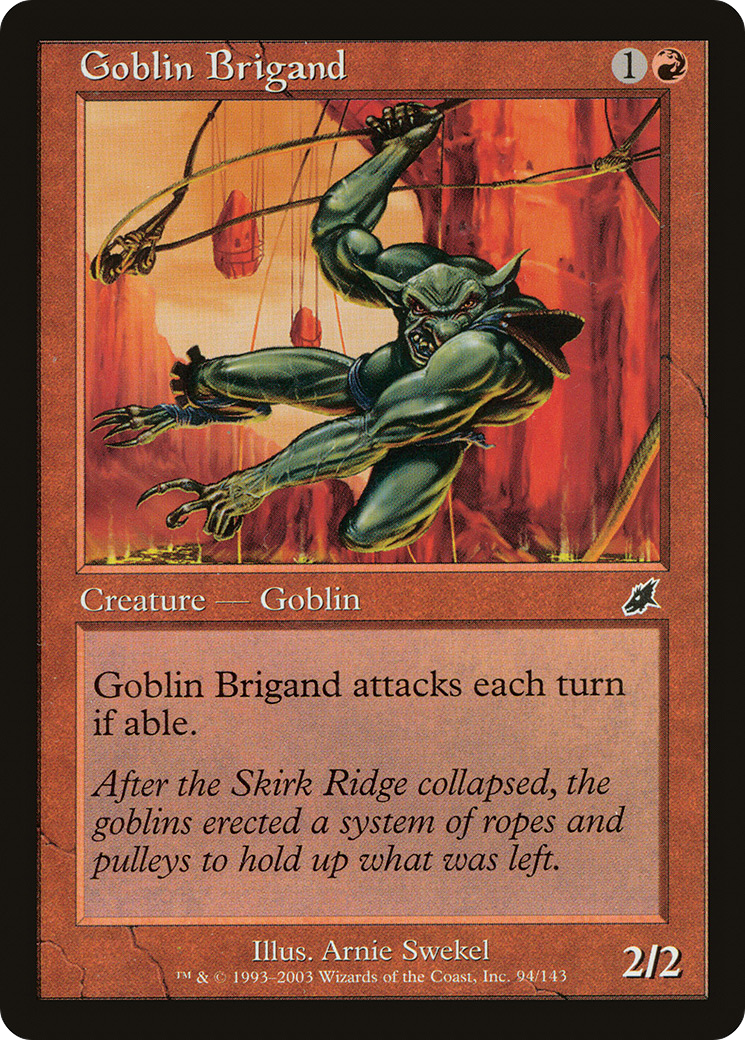 Goblin Brigand 1
Creature — Goblin
Goblin Brigand attacks each turn
if able.
After the Skirk Ridge collapsed, the
goblins erected a system of ropes and
pulleys to hold up what was left.
Illus. Arnie Swekel
™ & © 1993–2003 Wizards of the Coast, Inc. 94/143
2/2